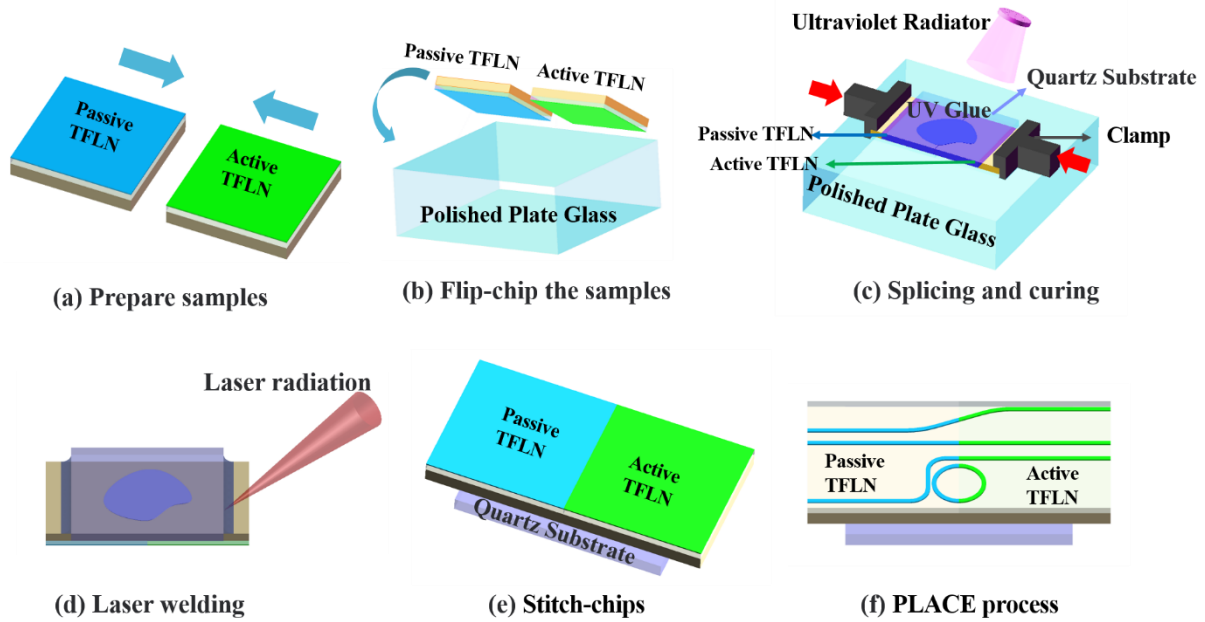 Passive
TFLN
Active
TFLN
(a) Prepare samples
Passive TFLN
Active TFLN
Polished Plate Glass
(b) Flip-chip the samples
Ultraviolet Radiator
Quartz Substrate
UV Glue
Passive TFLN
Clamp
Active TFLN
Polished Plate Glass
(c) Splicing and curing
Laser radiation
(d) Laser welding
Passive
TFLN
Active
TFLN
Quartz Substrate
(e) Stitch-chips
Passive
TFLN
Active
TFLN
(f) PLACE process